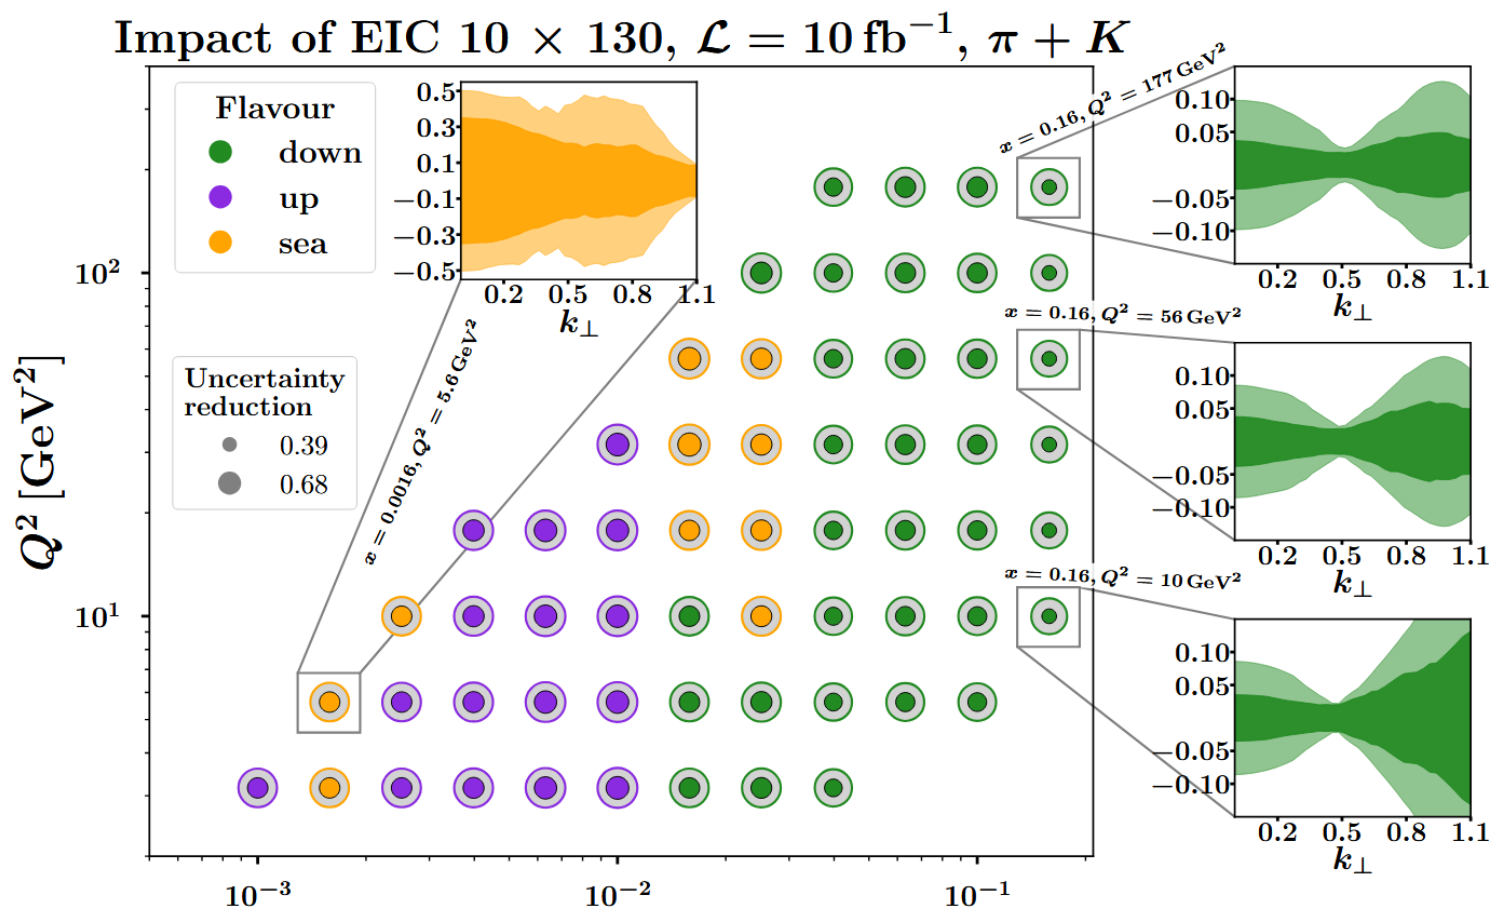 Impact of EIC 10 × 130, ℒ = 10 fb⁻¹, π + K
Flavour
down
up
sea
Uncertainty
reduction
0.39
0.68
Q² [GeV²]
10²
10¹
10⁻³
10⁻²
10⁻¹
0.5
0.3
0.1
−0.1
−0.3
−0.5
0.2 0.5 0.8 1.1
k⊥
x = 0.0016, Q² = 5.6 GeV²
x = 0.16, Q² = 177 GeV²
0.10
0.05
−0.05
−0.10
0.2 0.5 0.8 1.1
k⊥
x = 0.16, Q² = 56 GeV²
0.10
0.05
−0.05
−0.10
0.2 0.5 0.8 1.1
k⊥
x = 0.16, Q² = 10 GeV²
0.10
0.05
−0.05
−0.10
0.2 0.5 0.8 1.1
k⊥